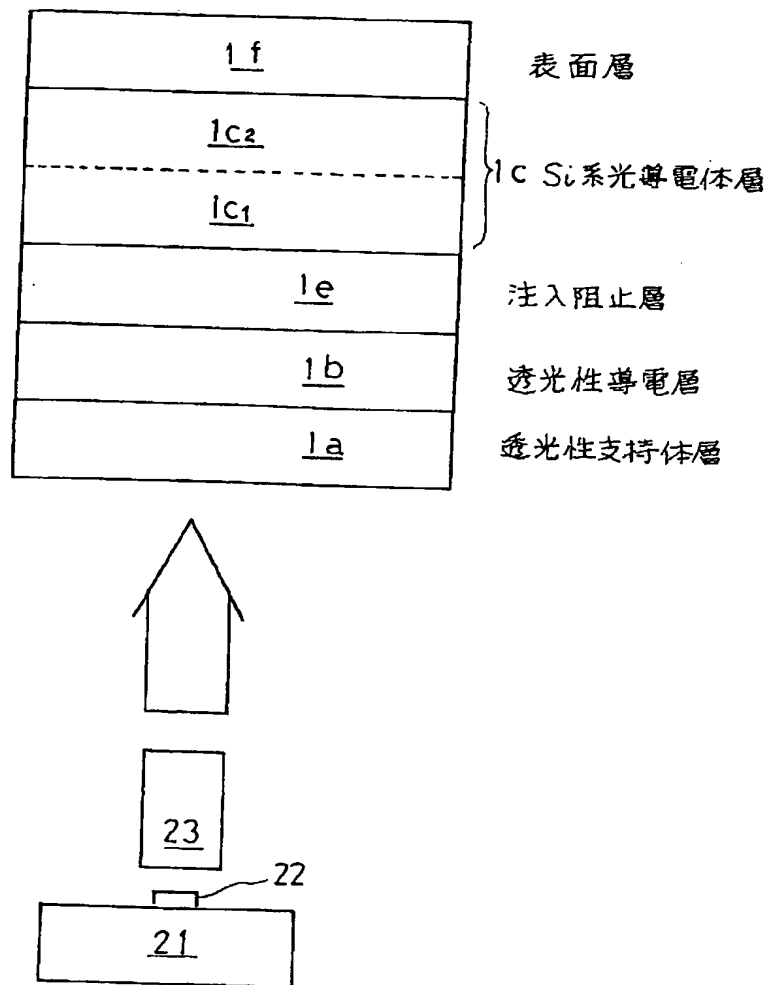 1f 表面層
1c2
1c Si系光導電体層
1c1
1e 注入阻止層
1b 透光性導電層
1a 透光性支持体層
23
22
21